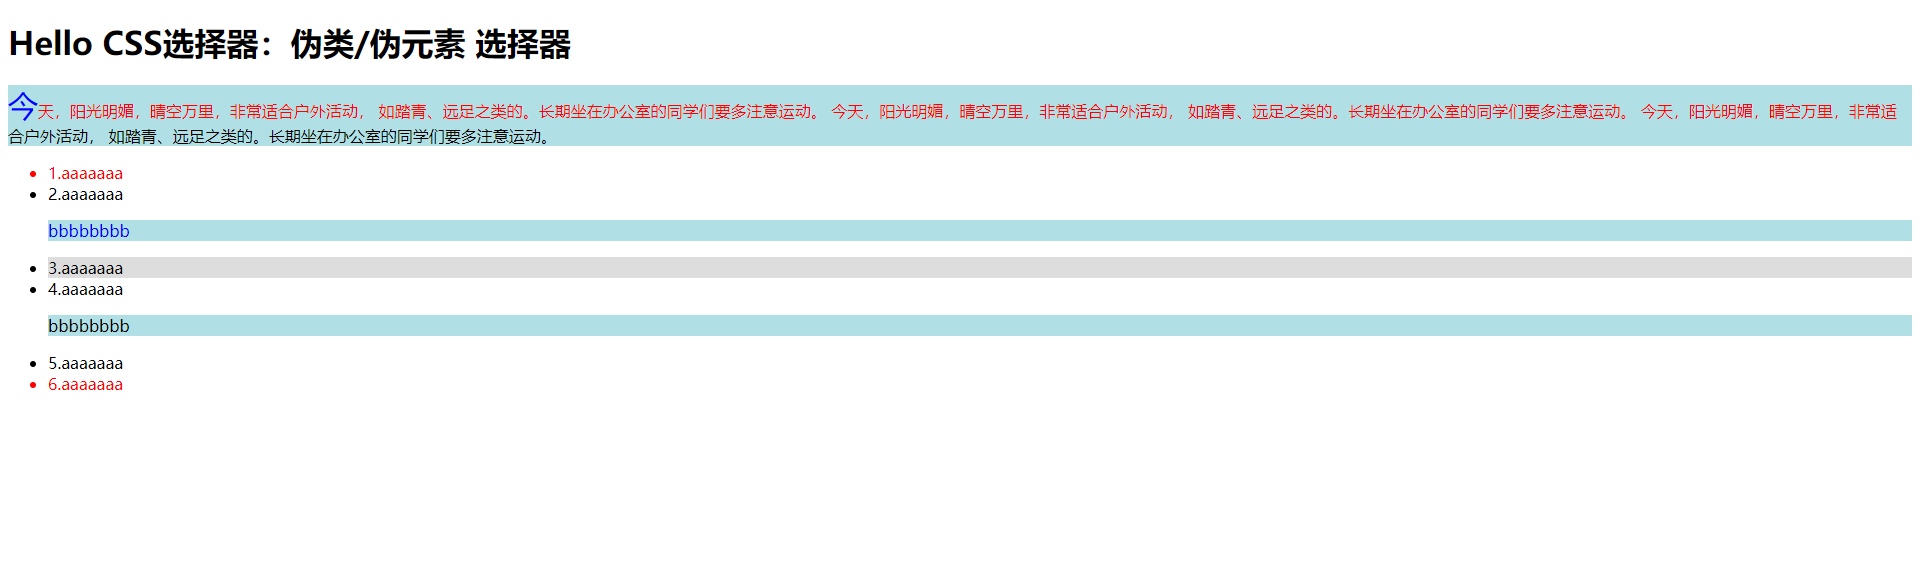 Hello CSS选择器：伪类/伪元素 选择器
今天，阳光明媚，晴空万里，非常适合户外活动， 如踏青、远足之类的。长期坐在办公室的同学们要多注意运动。 今天，阳光明媚，晴空万里，非常适合户外活动， 如踏青、远足之类的。长期坐在办公室的同学们要多注意运动。 今天，阳光明媚，晴空万里，非常适
合户外活动， 如踏青、远足之类的。长期坐在办公室的同学们要多注意运动。
1.aaaaaaa
2.aaaaaaa
bbbbbbbb
3.aaaaaaa
4.aaaaaaa
bbbbbbbb
5.aaaaaaa
6.aaaaaaa